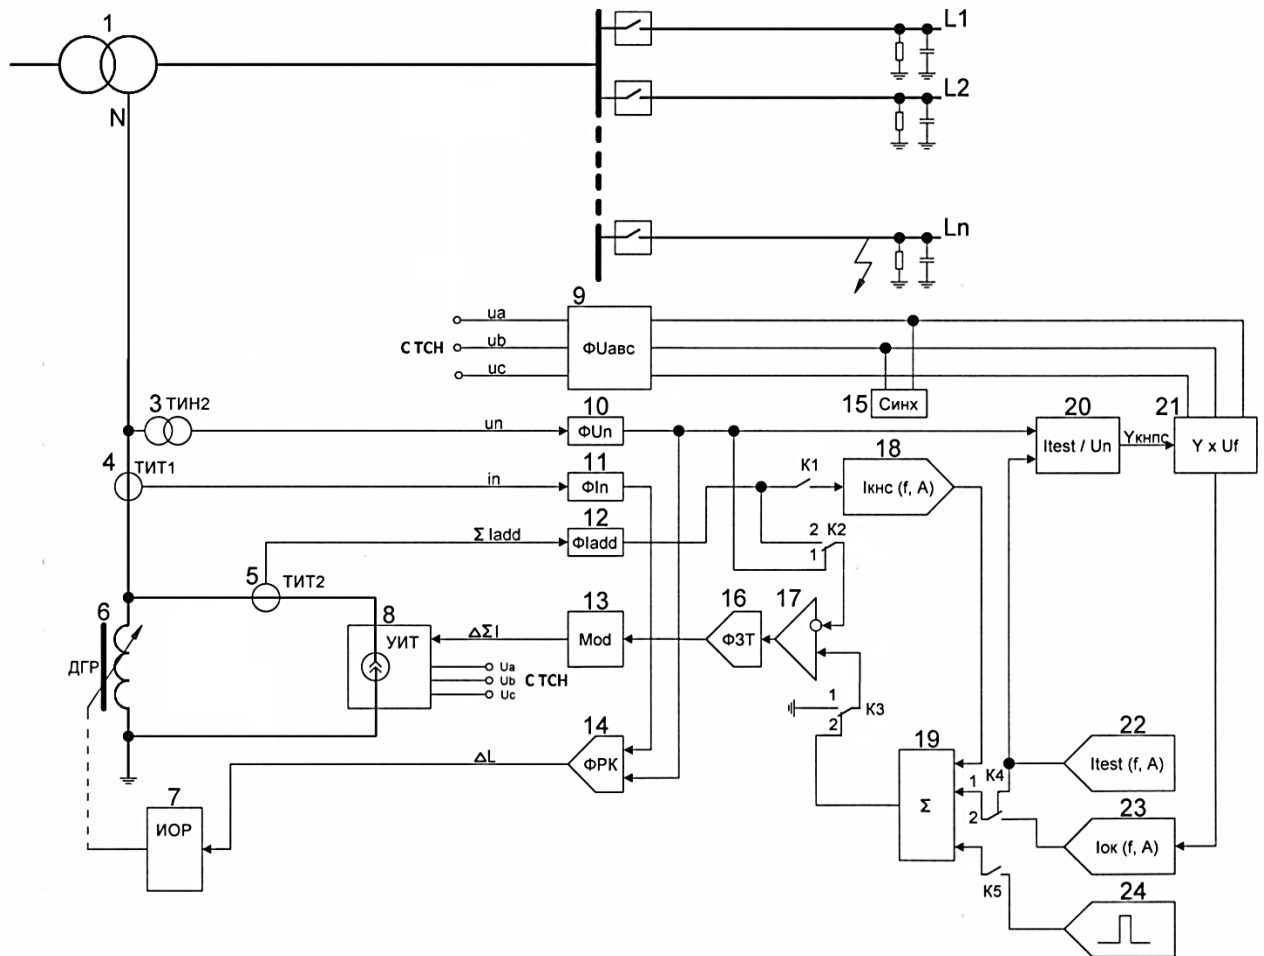 1
L1
L2
N
Ln
9
ua
С ТСН
ub
ФUавс
uc
3 ТИН2
un
10
ФUn
15
Синх
20
Itest / Un
Yкнпс
21
Y x Uf
4
ТИТ1
in
11
ФIn
К1
18
Iкнс (f, A)
Σ Iadd
12
ФIadd
2
К2
1
5
ТИТ2
6
ДГР
8
УИТ
Ua
Ub
С ТСН
Uc
ΔΣI
13
Mod
16
ФЗТ
17
1
К3
2
14
ФРК
ΔL
19
Σ
К4
1
2
22
Itest (f, A)
7
ИОР
23
Iок (f, A)
К5
24